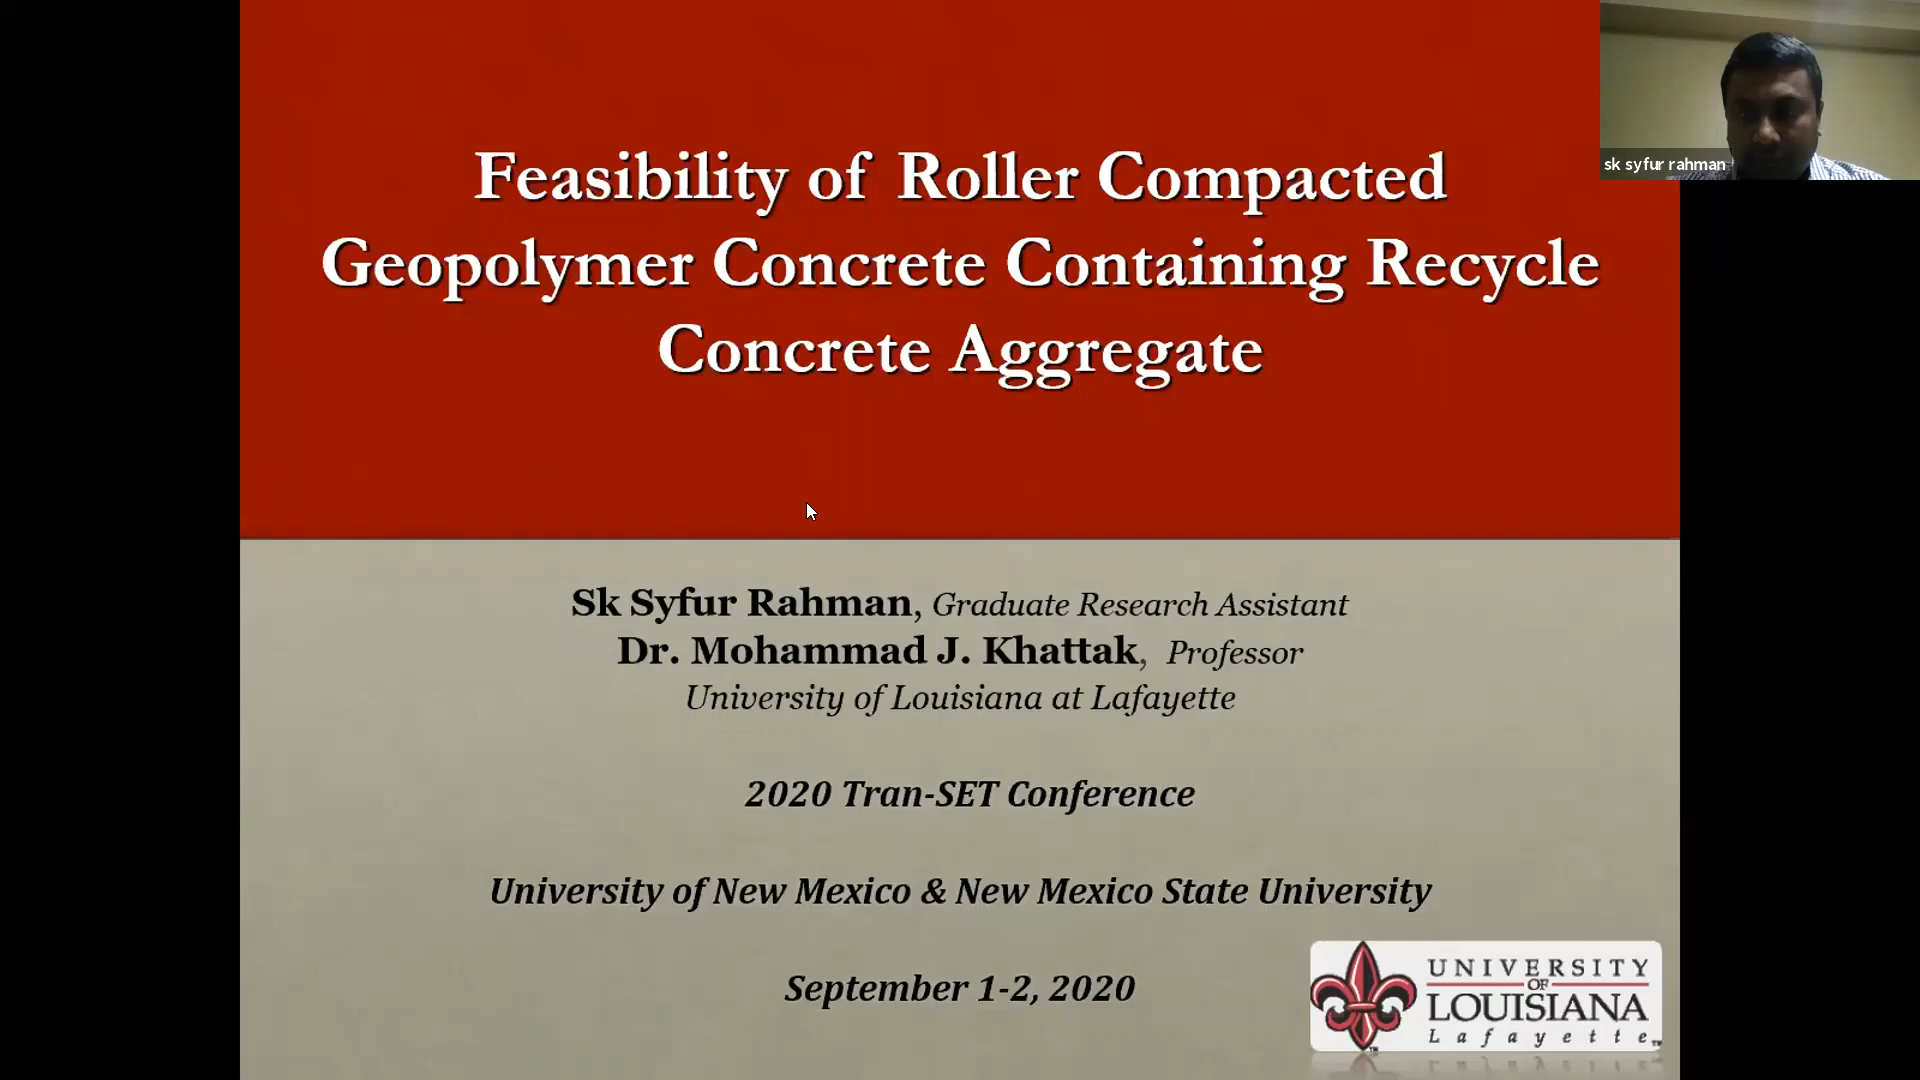 Feasibility of Roller Compacted
Geopolymer Concrete Containing Recycle
Concrete Aggregate
sk syfur rahman
Sk Syfur Rahman, Graduate Research Assistant
Dr. Mohammad J. Khattak, Professor
University of Louisiana at Lafayette
2020 Tran-SET Conference
University of New Mexico & New Mexico State University
September 1-2, 2020
UNIVERSITY
OF
LOUISIANA
Lafayette